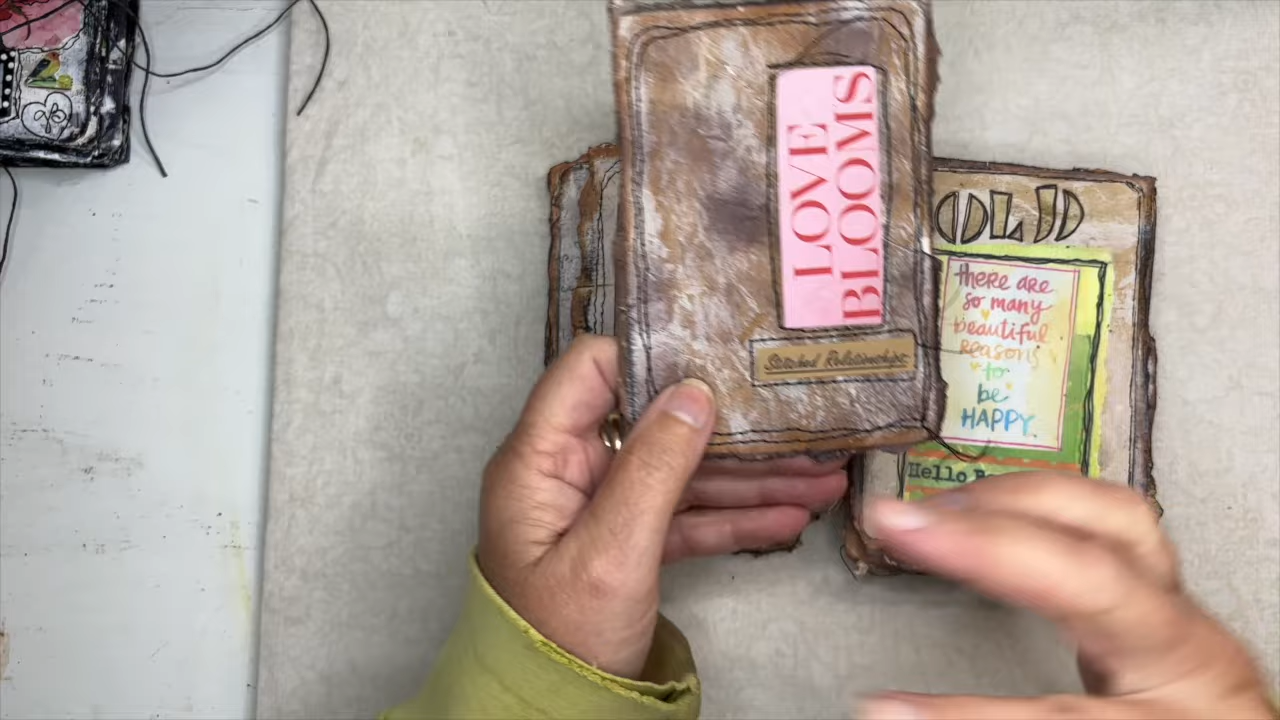 LOVE
BLOOMS
Stitched Relationships
there are
so many
beautiful
reasons
to
be
HAPPY.
Hello